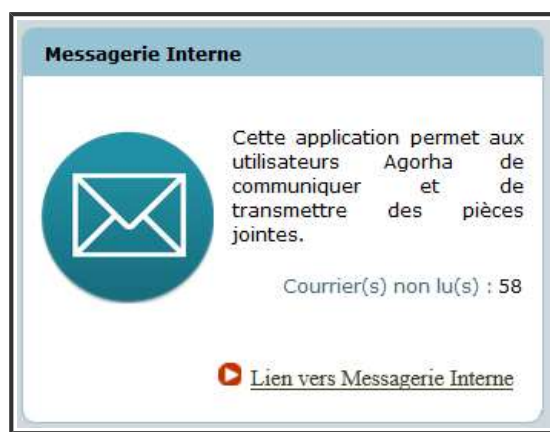 Messagerie Interne
Cette application permet aux
utilisateurs Agorha de
communiquer et de
transmettre des pièces
jointes.
Courrier(s) non lu(s) : 58
Lien vers Messagerie Interne